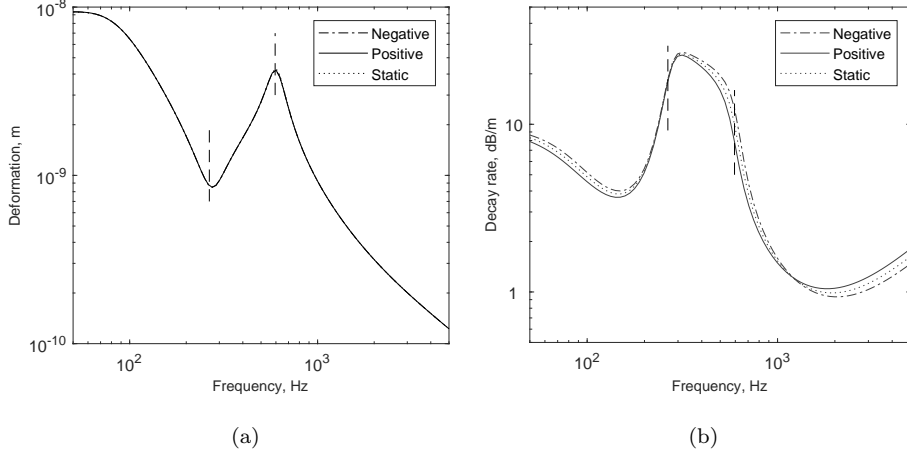 10^-8
10^-9
10^-10
Deformation, m
10^2
10^3
Frequency, Hz
Negative
Positive
Static
(a)
10
1
Decay rate, dB/m
10^2
10^3
Frequency, Hz
Negative
Positive
Static
(b)